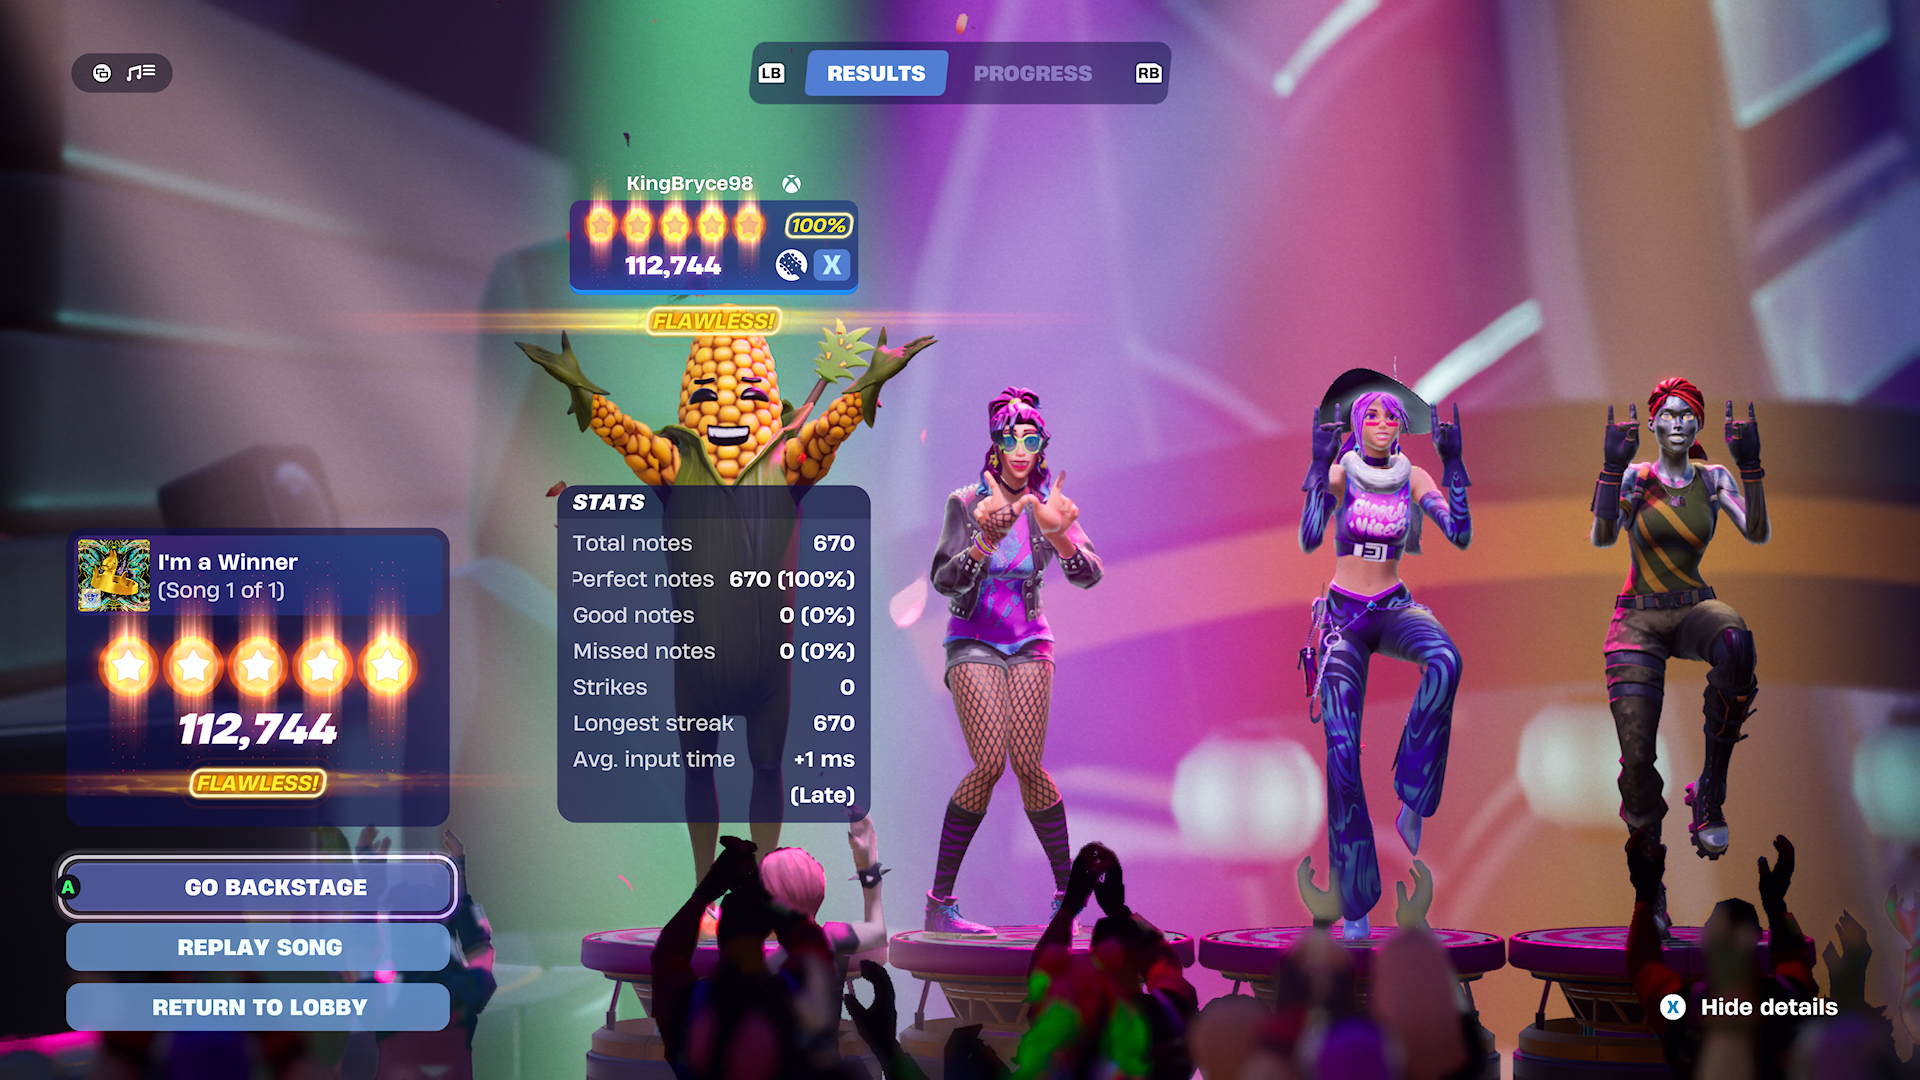 LB
RESULTS
PROGRESS
RB
KingBryce98
100%
112,744
X
FLAWLESS!
STATS
Total notes 670
Perfect notes 670 (100%)
Good notes 0 (0%)
Missed notes 0 (0%)
Strikes 0
Longest streak 670
Avg. input time +1 ms
(Late)
I'm a Winner
(Song 1 of 1)
112,744
FLAWLESS!
A GO BACKSTAGE
REPLAY SONG
RETURN TO LOBBY
X Hide details